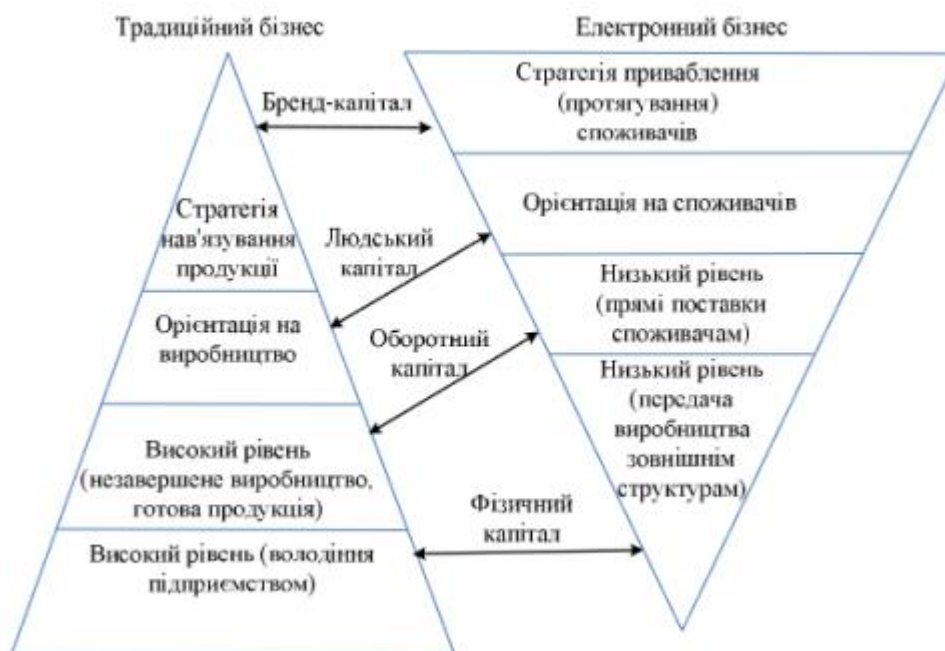 Традиційний бізнес
Електронний бізнес
Бренд-капітал
Стратегія приваблення
(протягування)
споживачів
Стратегія
нав'язування
продукції
Людський
капітал
Орієнтація на споживачів
Орієнтація на
виробництво
Оборотний
капітал
Низький рівень
(прямі поставки
споживачам)
Високий рівень
(незавершене виробництво,
готова продукція)
Низький рівень
(передача
виробництва
зовнішнім
структурам)
Високий рівень (володіння
підприємством)
Фізичний
капітал